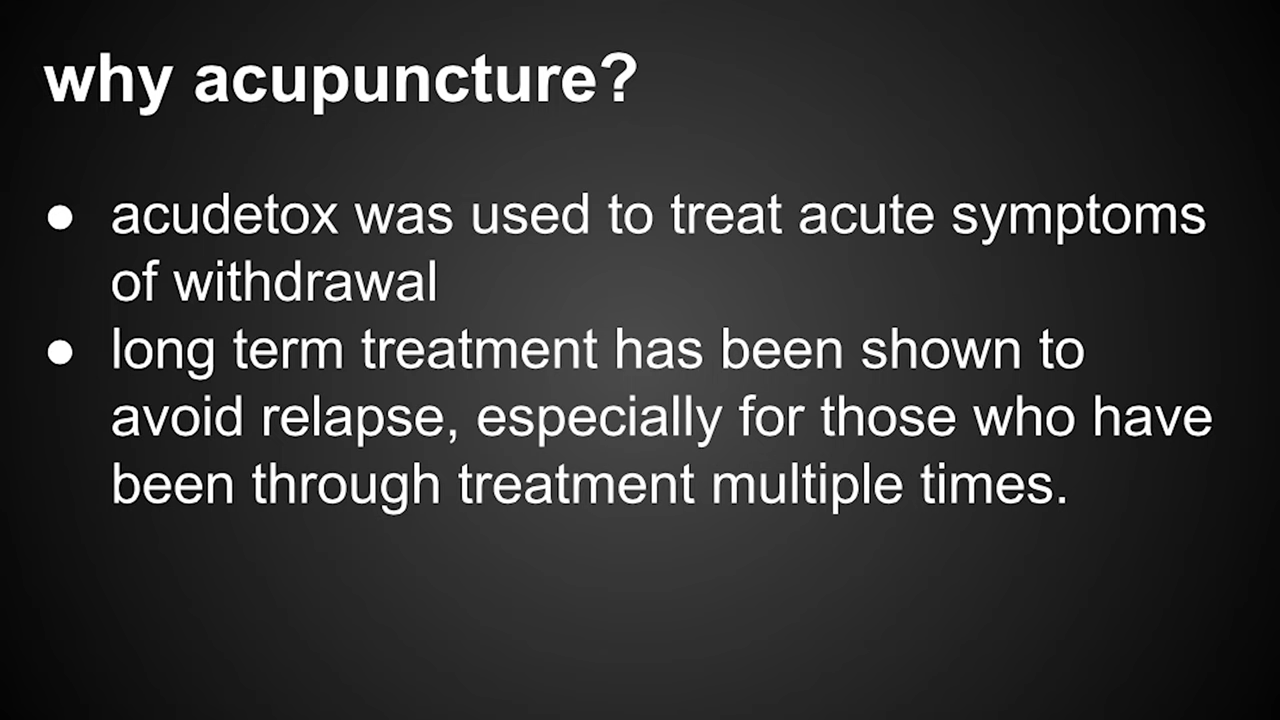 why acupuncture?
● acudetox was used to treat acute symptoms
of withdrawal
● long term treatment has been shown to
avoid relapse, especially for those who have
been through treatment multiple times.